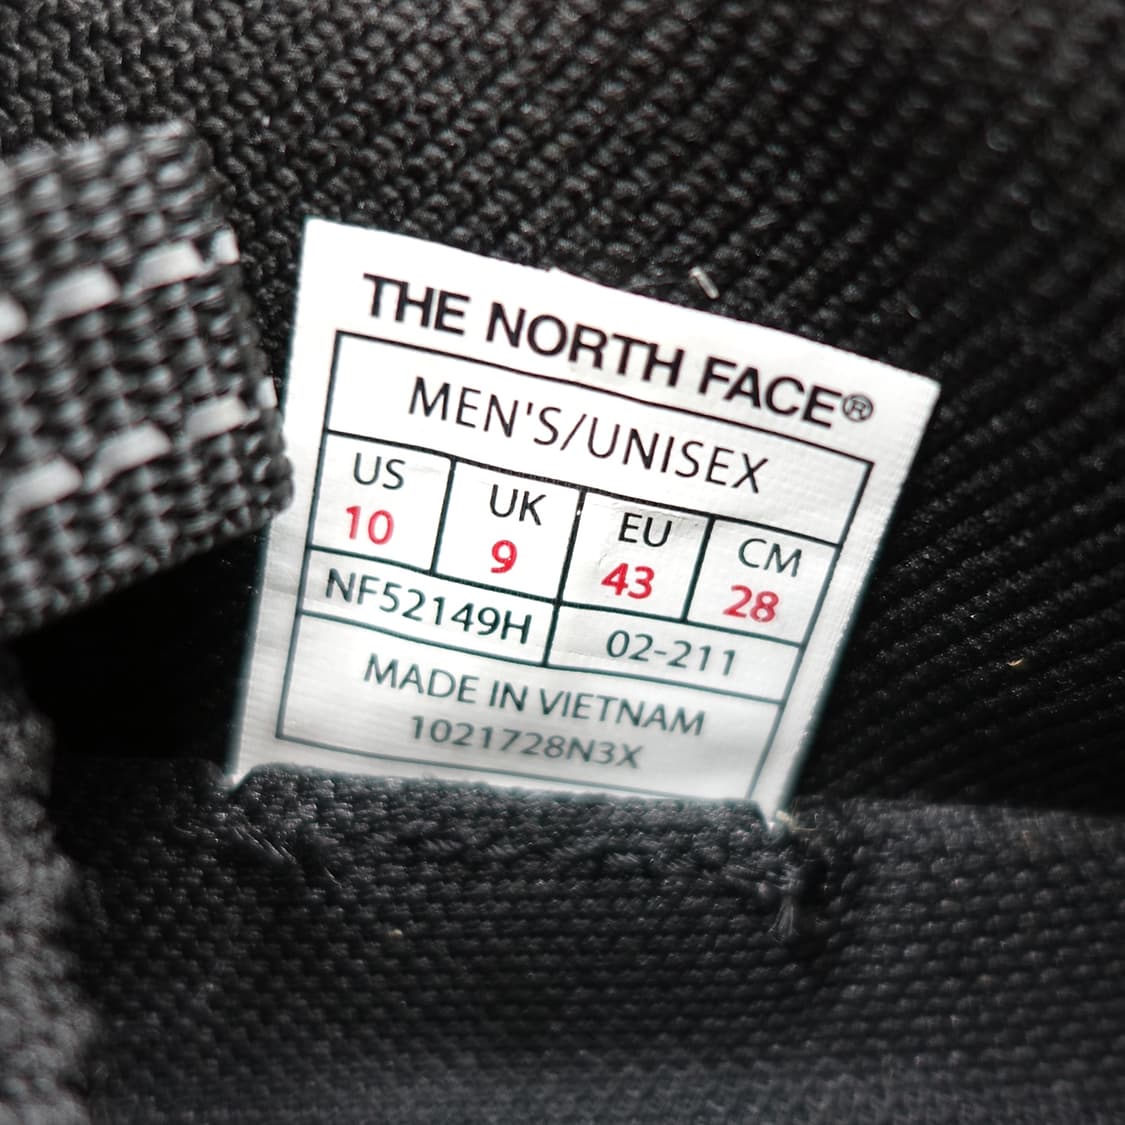 THE NORTH FACE®
MEN'S/UNISEX
US UK EU CM
10 9 43 28
NF52149H 02-211
MADE IN VIETNAM
1021728N3X